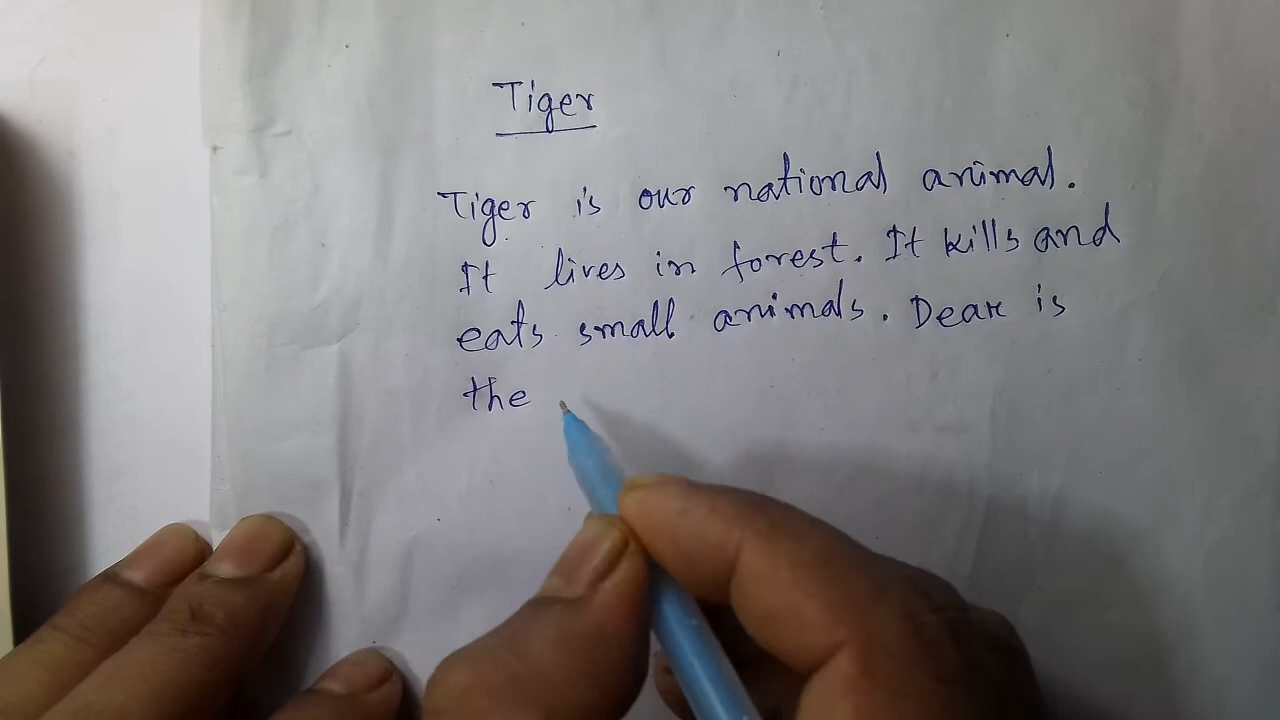 Tiger
Tiger is our national animal.
It lives in forest. It kills and
eats small animals. Dear is
the